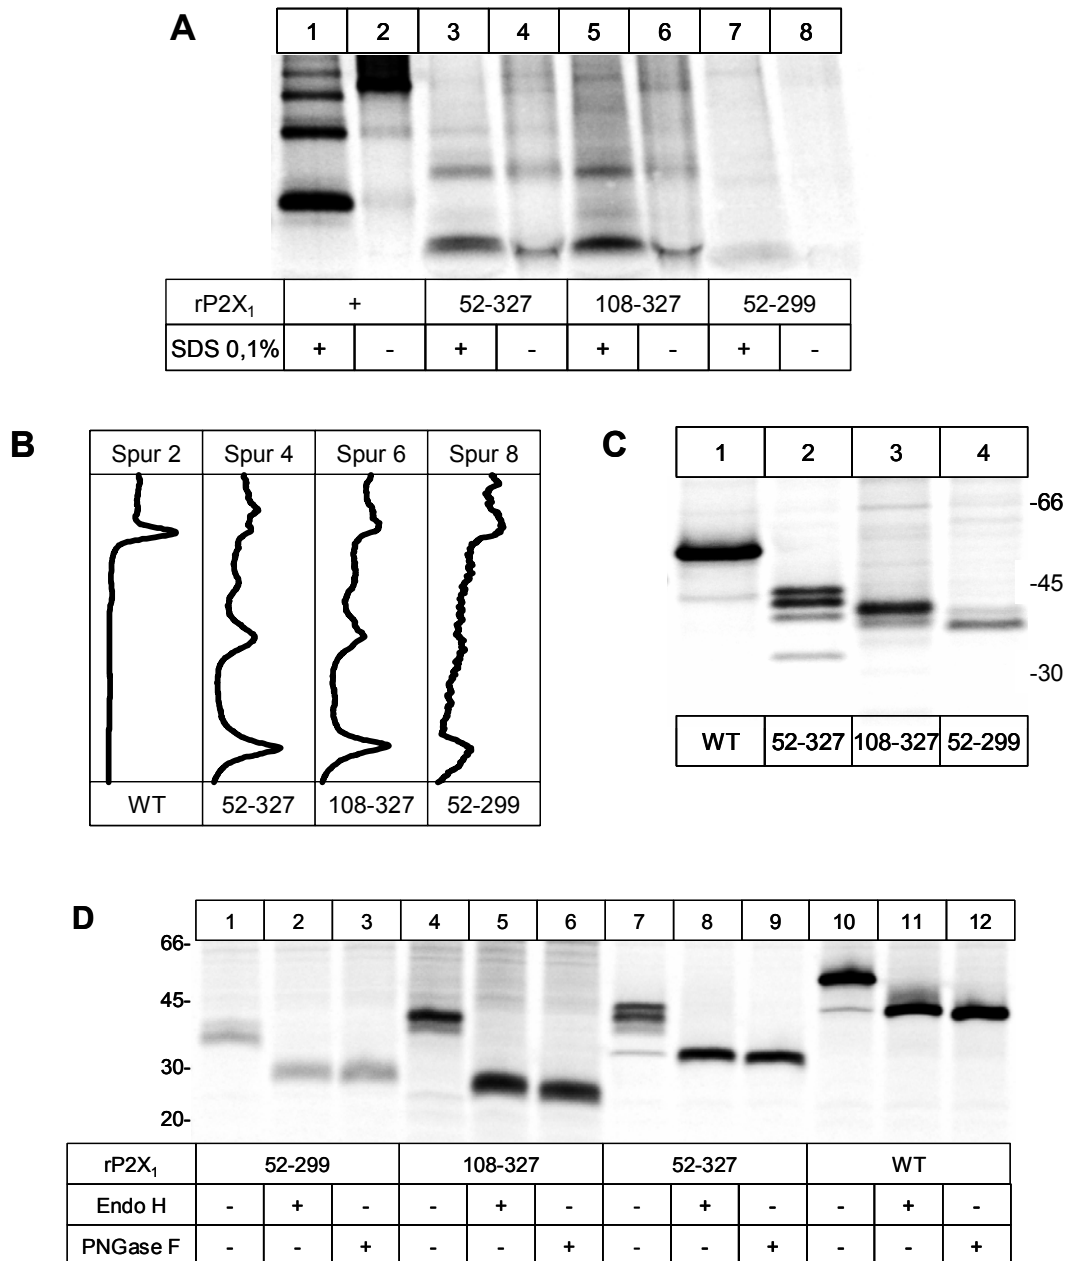 A
1 2 3 4 5 6 7 8
rP2X1 + 52-327 108-327 52-299
SDS 0,1% + - + - + - + -
B
Spur 2 Spur 4 Spur 6 Spur 8
WT 52-327 108-327 52-299
C
1 2 3 4
-66
-45
-30
WT 52-327 108-327 52-299
D
1 2 3 4 5 6 7 8 9 10 11 12
66-
45-
30-
20-
rP2X1 52-299 108-327 52-327 WT
Endo H - + - - + - - + - - + -
PNGase F - - + - - + - - + - - +